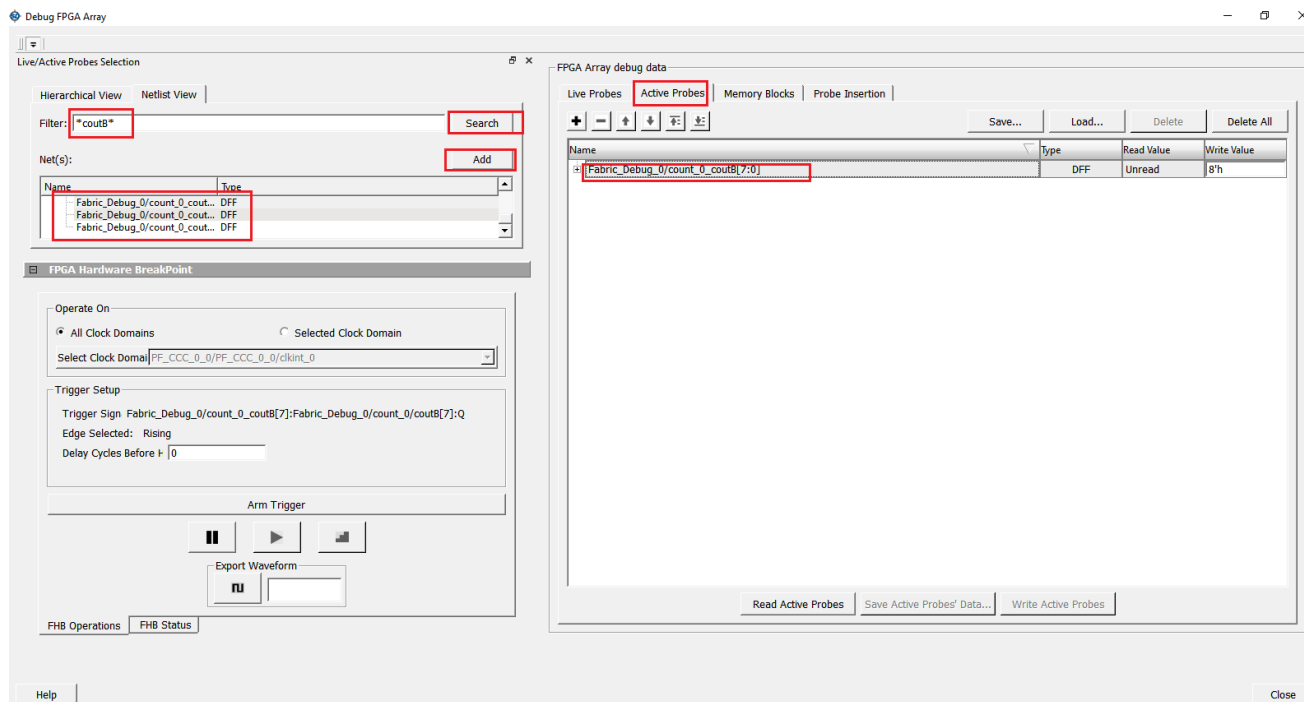 Debug FPGA Array
Live/Active Probes Selection
Hierarchical View Netlist View
Filter: *coutB* Search
Net(s): Add
Name Type
Fabric_Debug_0/count_0_cout... DFF
Fabric_Debug_0/count_0_cout... DFF
Fabric_Debug_0/count_0_cout... DFF
FPGA Hardware BreakPoint
Operate On
All Clock Domains Selected Clock Domain
Select Clock Domai PF_CCC_0_0/PF_CCC_0_0/clkint_0
Trigger Setup
Trigger Sign Fabric_Debug_0/count_0_coutB[7]:Fabric_Debug_0/count_0/coutB[7]:Q
Edge Selected: Rising
Delay Cycles Before H 0
Arm Trigger
Export Waveform
FHB Operations FHB Status
FPGA Array debug data
Live Probes Active Probes Memory Blocks Probe Insertion
Save... Load... Delete Delete All
Name Type Read Value Write Value
Fabric_Debug_0/count_0_coutB[7:0] DFF Unread 8'h
Read Active Probes Save Active Probes' Data... Write Active Probes
Help Close